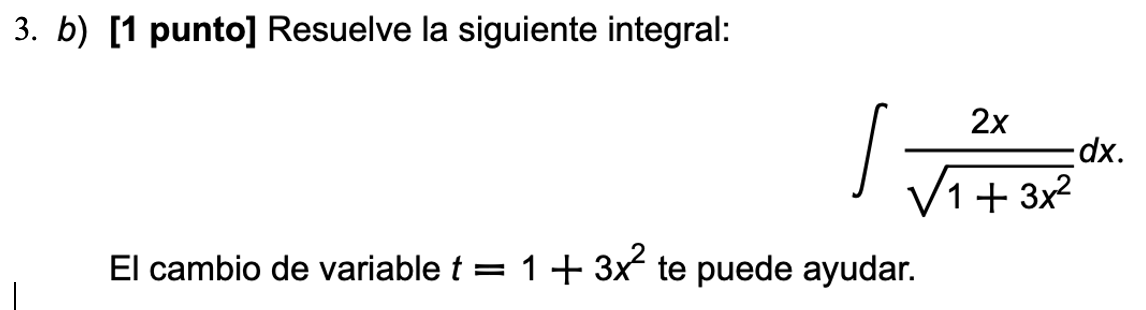 3. b) [1 punto] Resuelve la siguiente integral:
∫ 2x / √(1 + 3x²) dx.
El cambio de variable t = 1 + 3x² te puede ayudar.